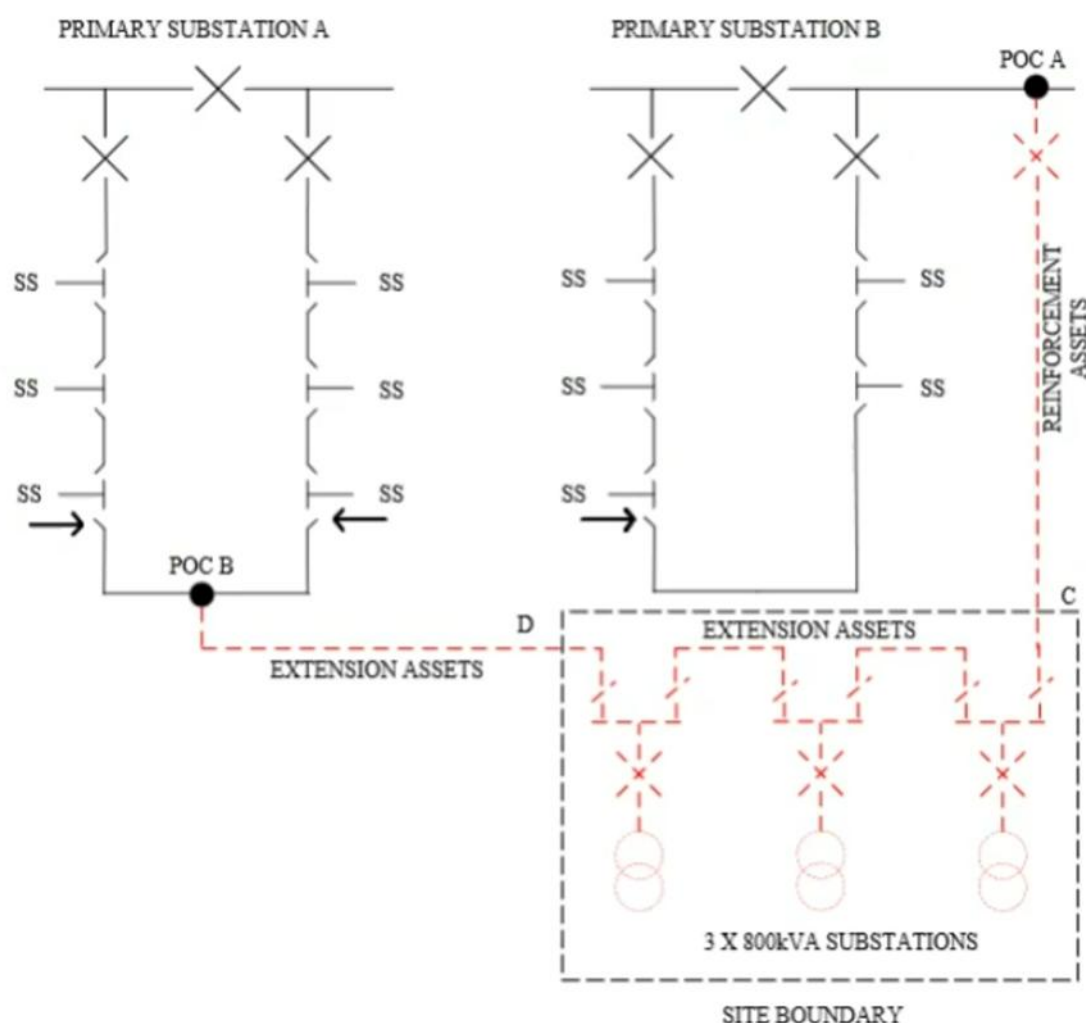 PRIMARY SUBSTATION A
PRIMARY SUBSTATION B
POC A
SS
SS
SS
SS
SS
SS
SS
SS
SS
SS
SS
REINFORCEMENT
ASSETS
POC B
C
D
EXTENSION ASSETS
EXTENSION ASSETS
3 X 800kVA SUBSTATIONS
SITE BOUNDARY